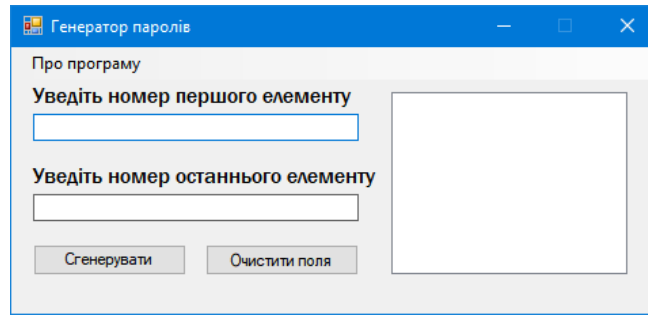 Генератор паролів
Про програму
Уведіть номер першого елементу
Уведіть номер останнього елементу
Сгенерувати
Очистити поля